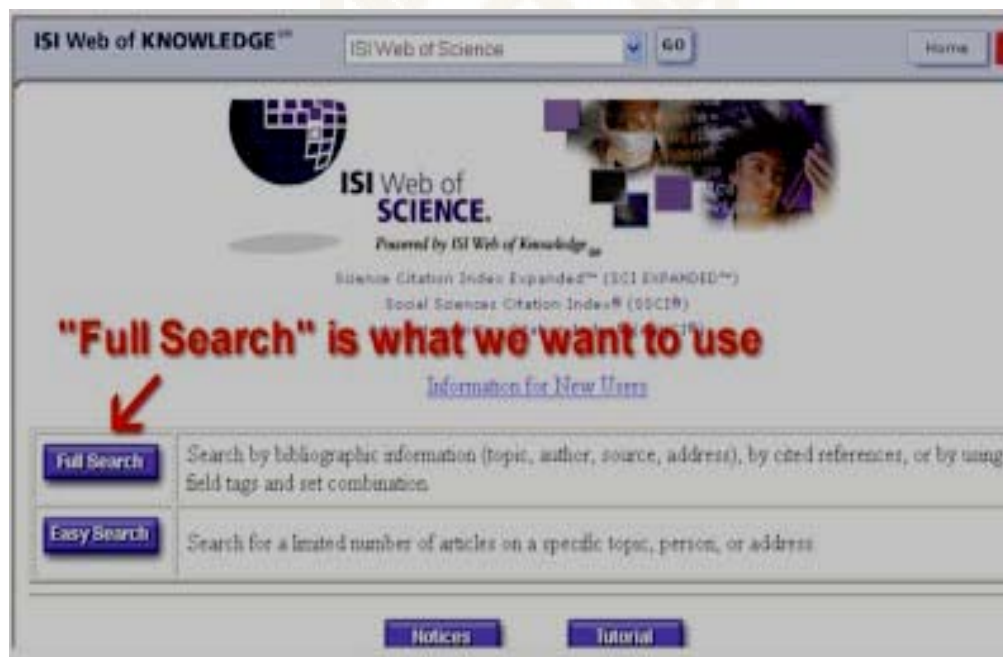 ISI Web of KNOWLEDGE℠
ISI Web of Science
GO
Home
ISI Web of
SCIENCE.
Powered by ISI Web of Knowledge SM
Science Citation Index Expanded™ (SCI EXPANDED™)
Social Sciences Citation Index® (SSCI®)
"Full Search" is what we want to use
Information for New Users
Full Search
Search by bibliographic information (topic, author, source, address), by cited references, or by using
field tags and set combination.
Easy Search
Search for a limited number of articles on a specific topic, person, or address.
Notices
Tutorial